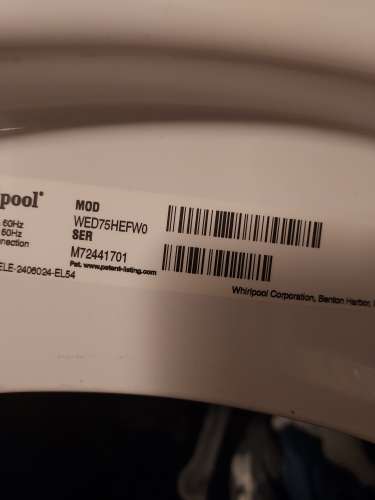 pool®
60Hz
60Hz
nnection
ELE-2406024-EL54
MOD
WED75HEFW0
SER
M72441701
Pat. www.patent-listing.com
Whirlpool Corporation, Benton Harbor,